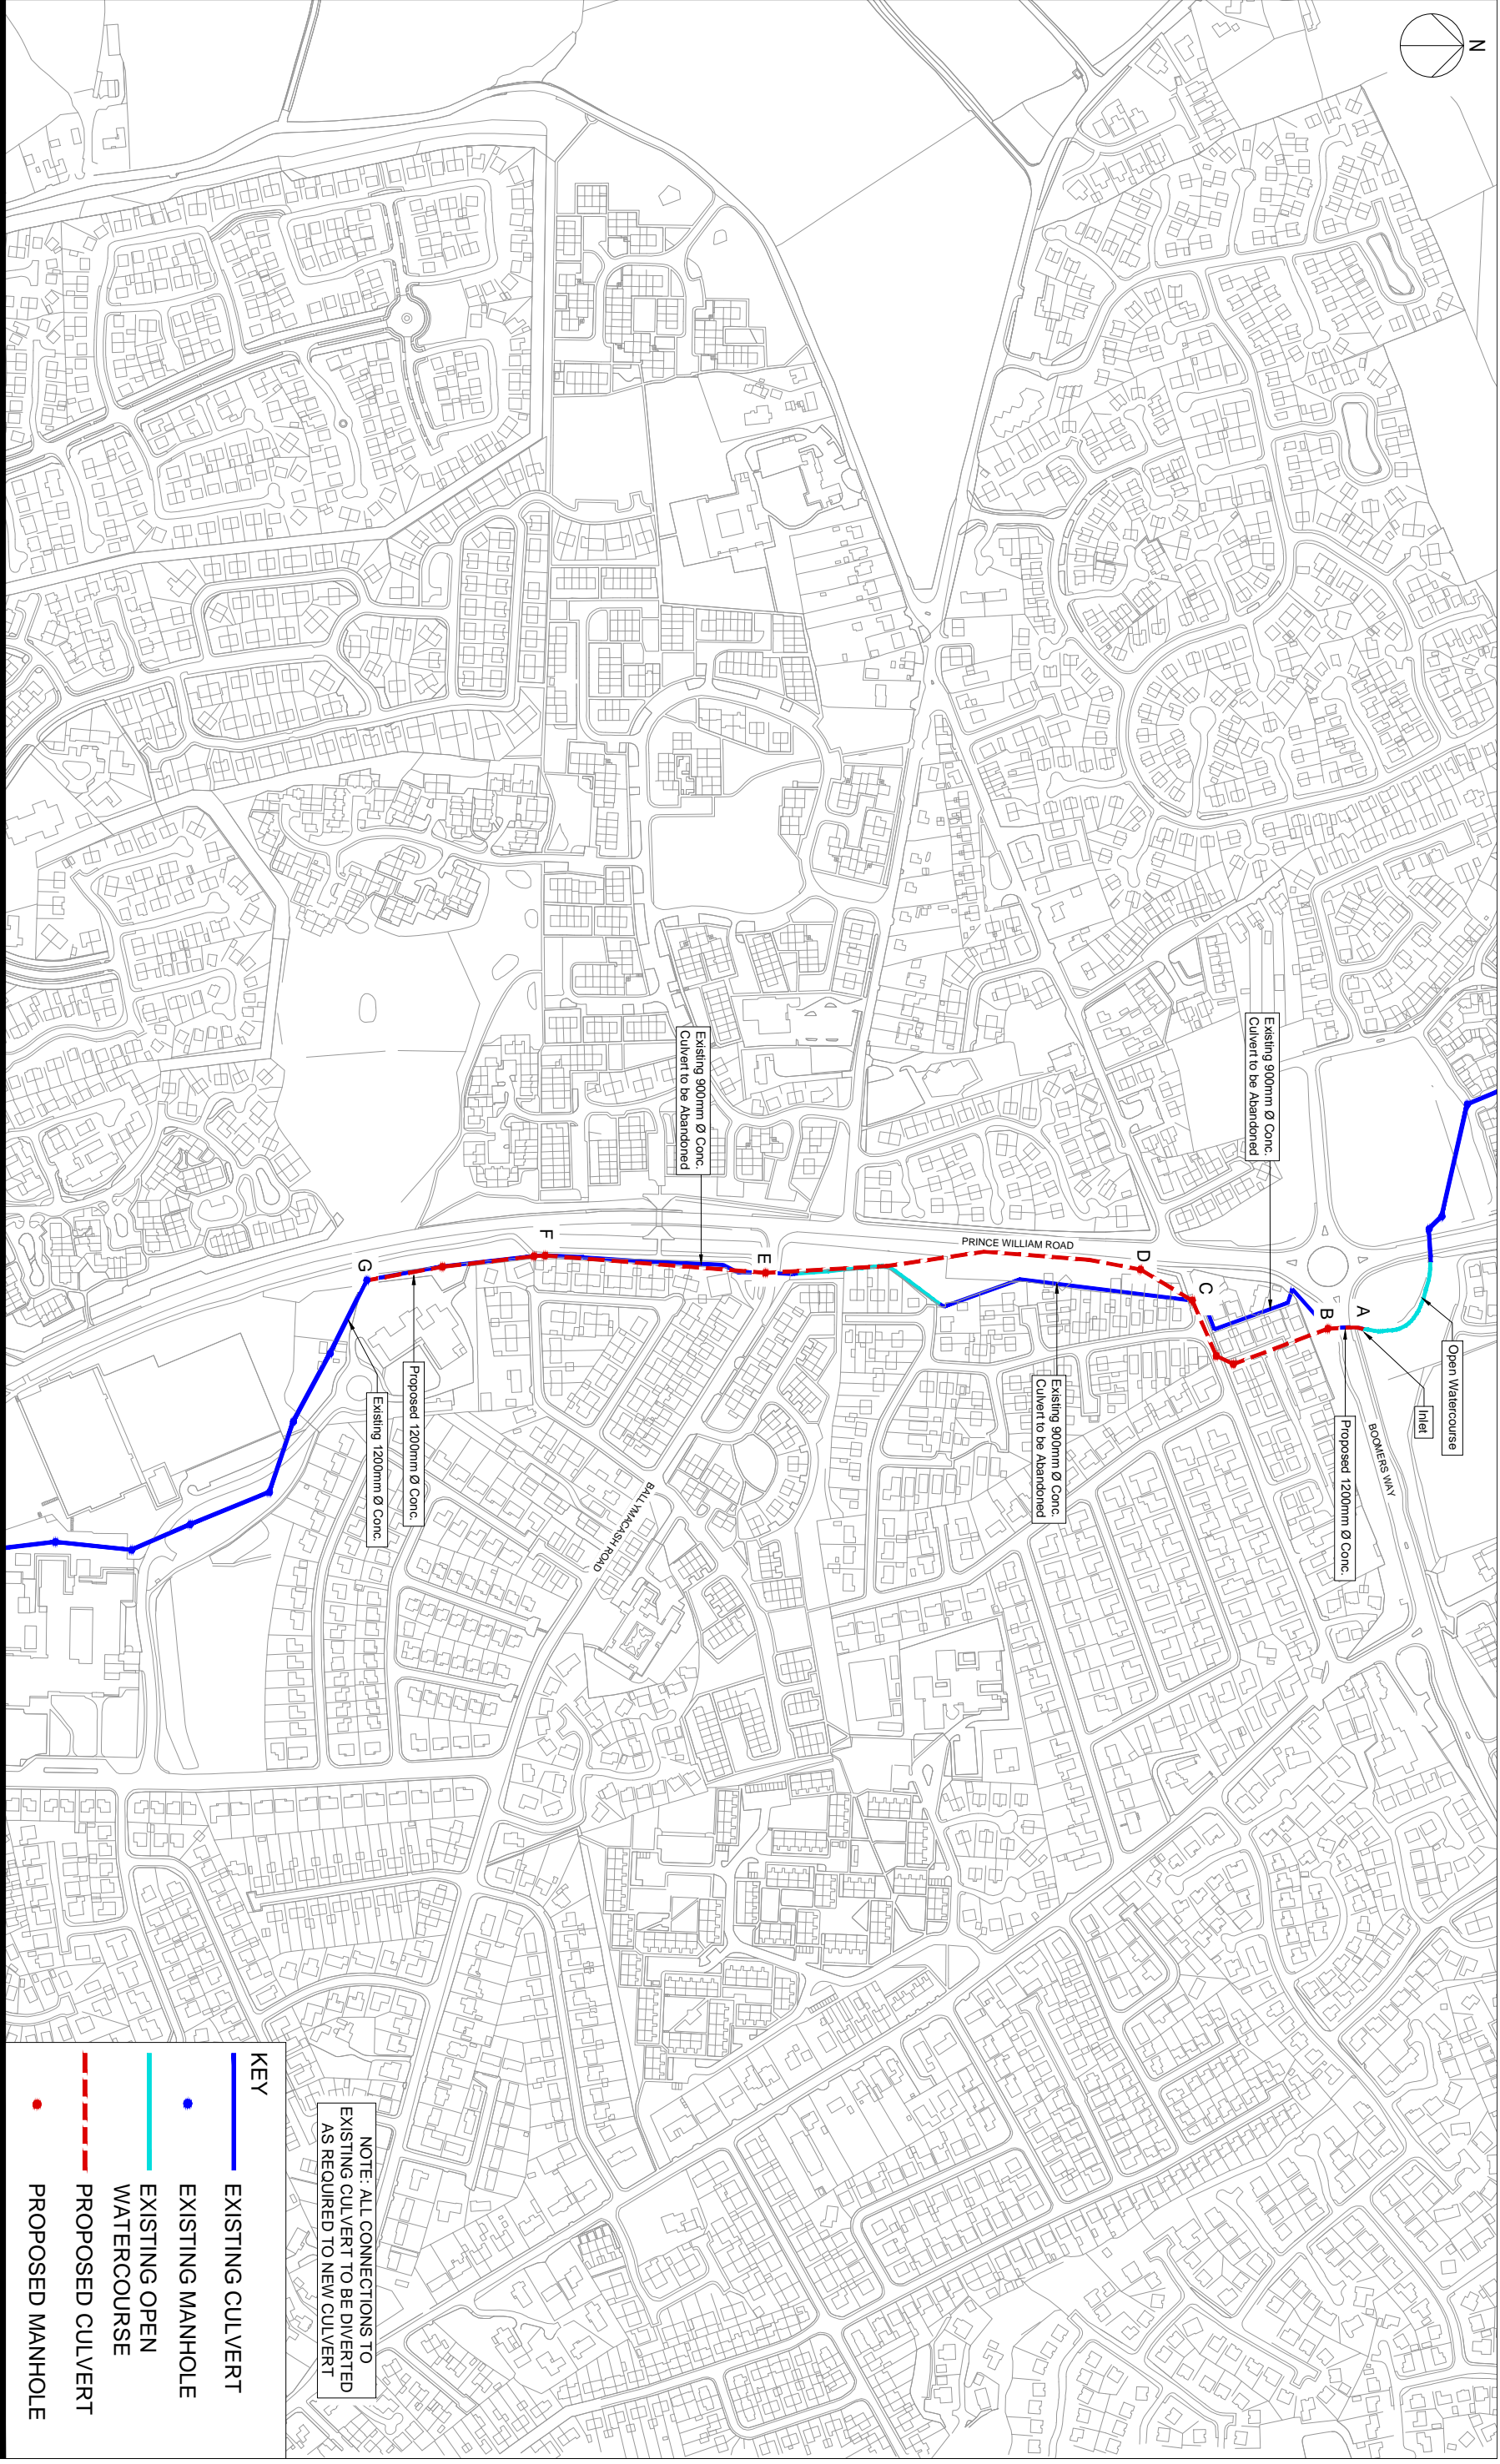 N
Open Watercourse
Inlet
A
BOOMERS WAY
Proposed 1200mm Ø Conc.
B
Existing 900mm Ø Conc.
Culvert to be Abandoned
C
D
PRINCE WILLIAM ROAD
Existing 900mm Ø Conc.
Culvert to be Abandoned
E
Existing 900mm Ø Conc.
Culvert to be Abandoned
BALLYMACASH ROAD
F
Proposed 1200mm Ø Conc.
G
Existing 1200mm Ø Conc.
NOTE: ALL CONNECTIONS TO
EXISTING CULVERT TO BE DIVERTED
AS REQUIRED TO NEW CULVERT
KEY
EXISTING CULVERT
EXISTING MANHOLE
EXISTING OPEN
WATERCOURSE
PROPOSED CULVERT
PROPOSED MANHOLE